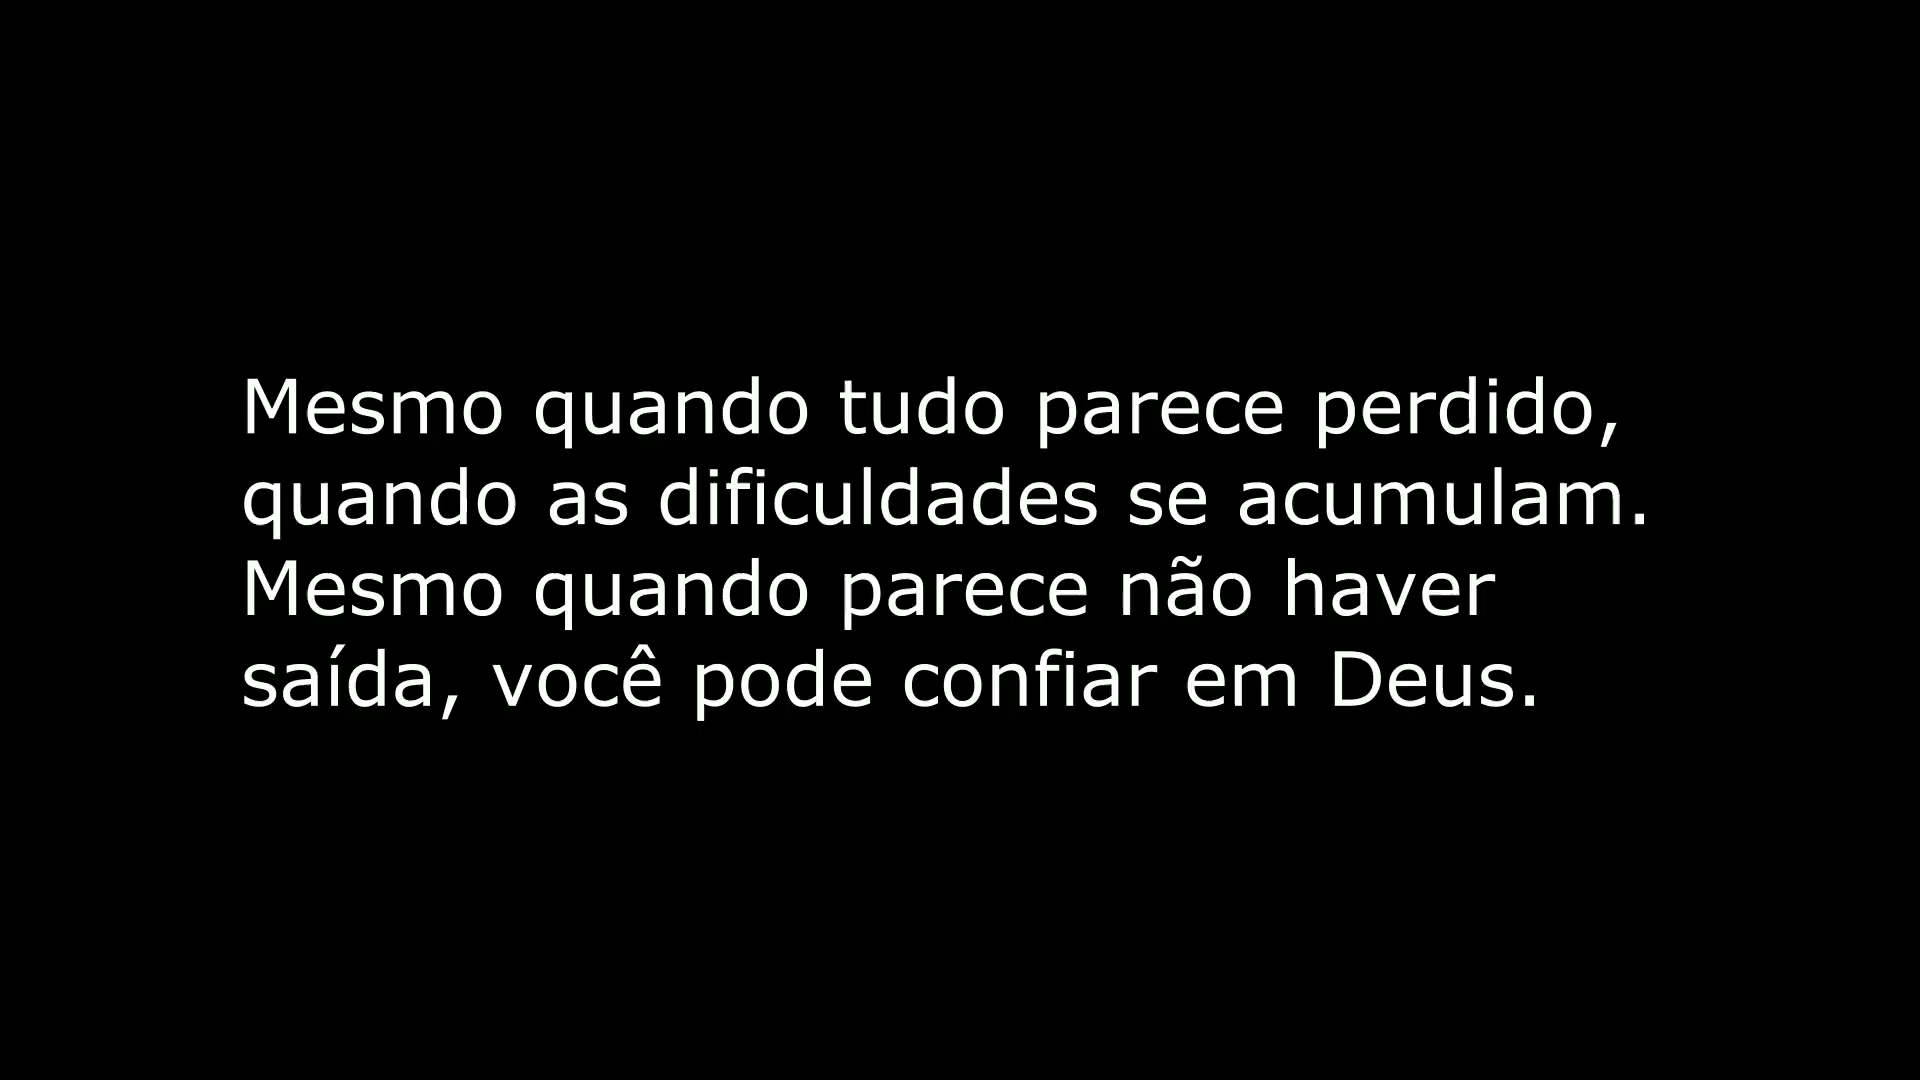 Mesmo quando tudo parece perdido,
quando as dificuldades se acumulam.
Mesmo quando parece não haver
saída, você pode confiar em Deus.